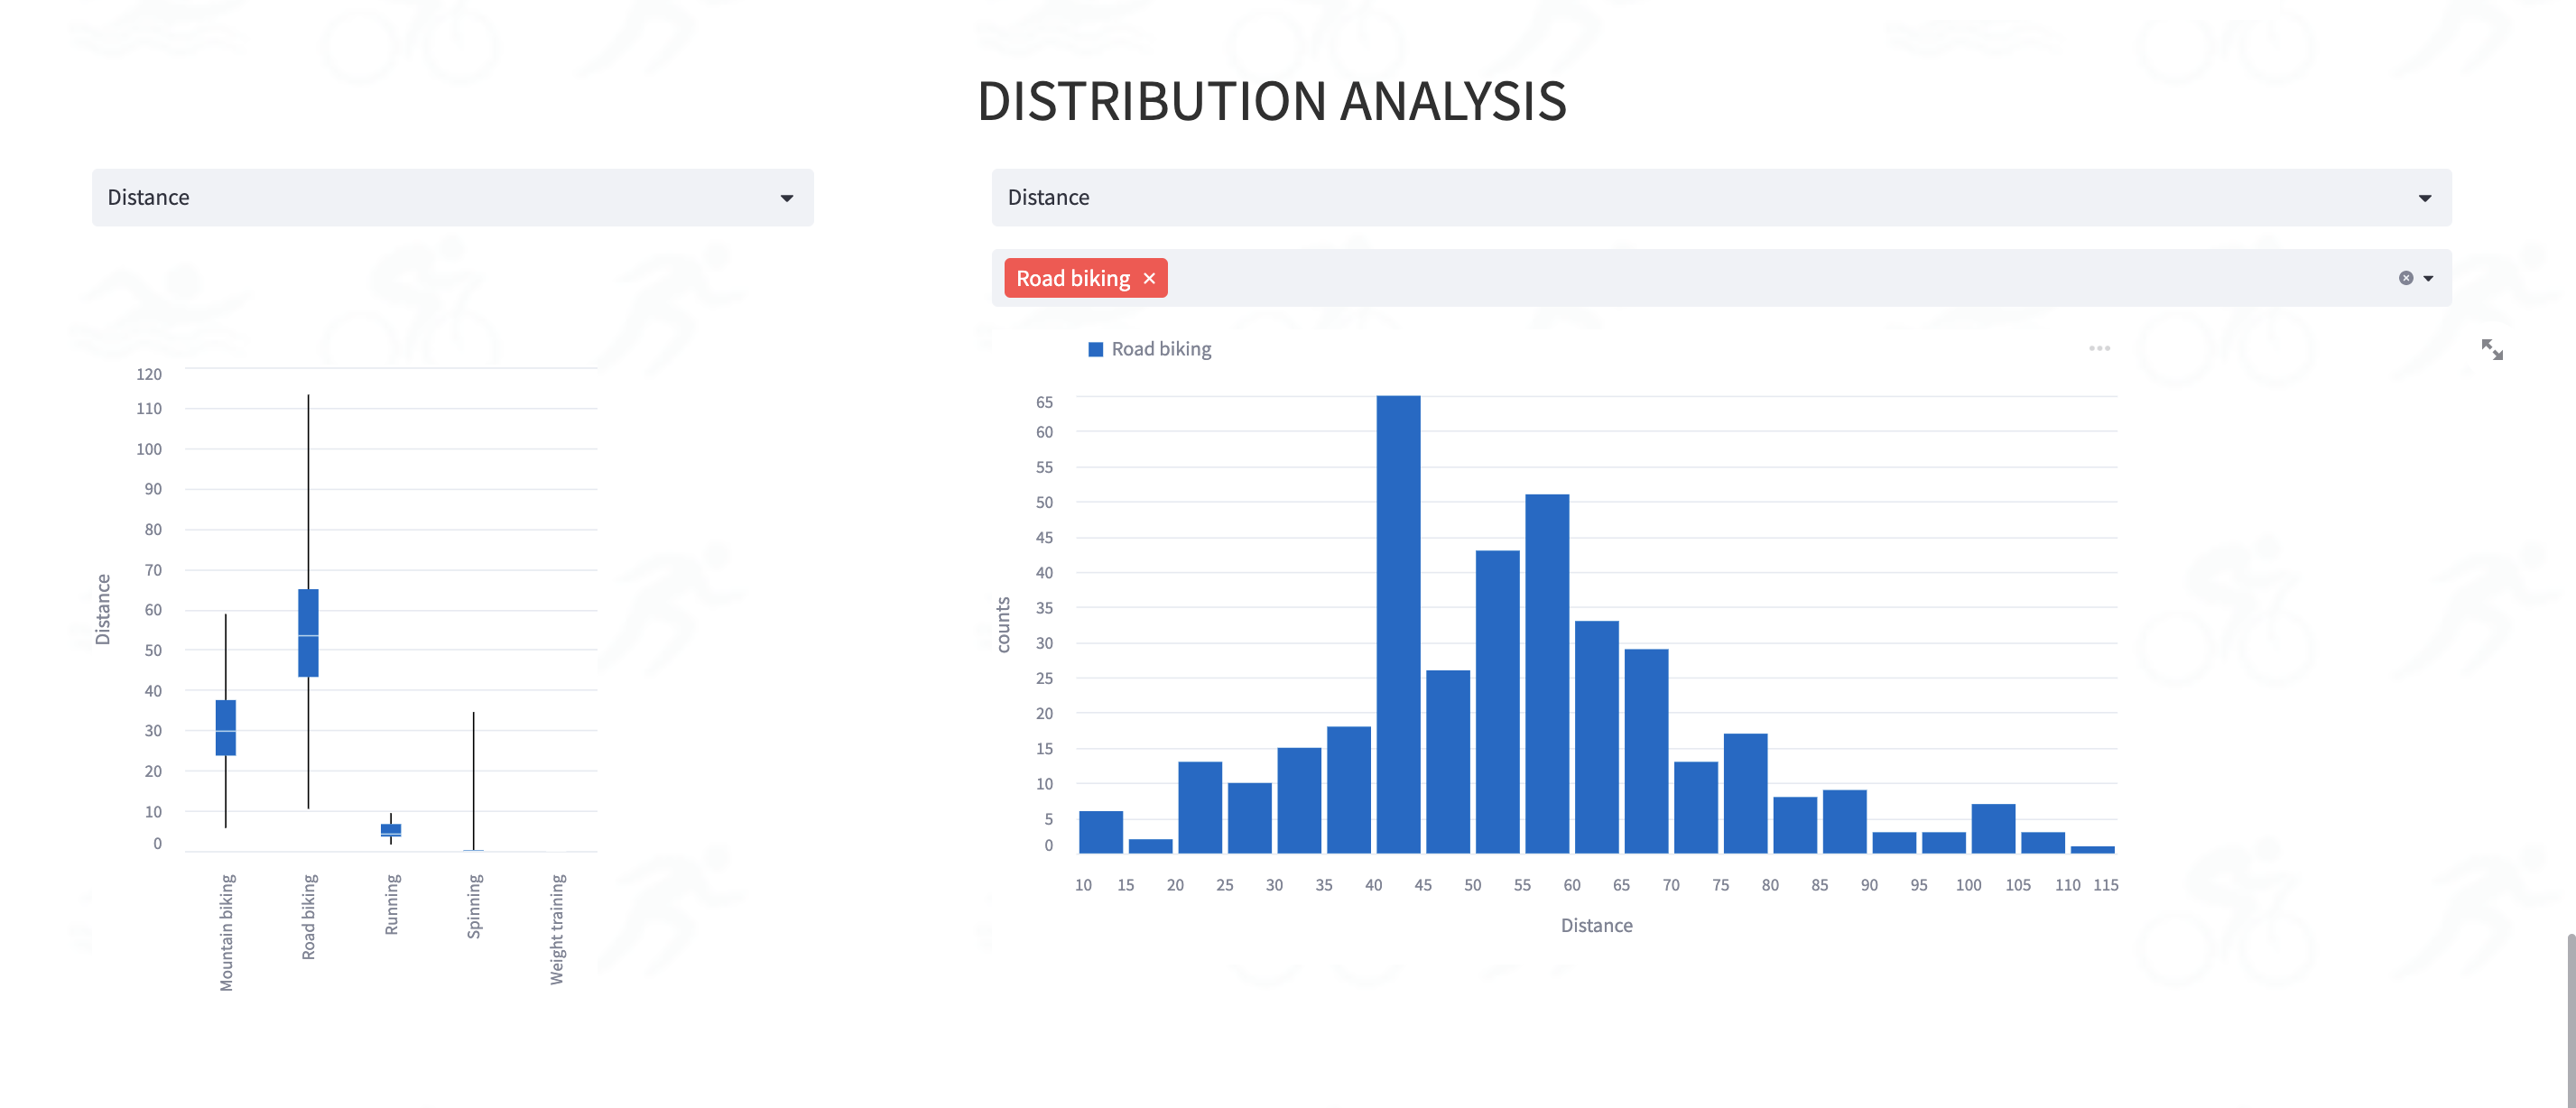 DISTRIBUTION ANALYSIS
Distance
Distance
Road biking ×
Road biking
120
110
100
90
80
70
60
50
40
30
20
10
0
Distance
Mountain biking
Road biking
Running
Spinning
Weight training
65
60
55
50
45
40
35
30
25
20
15
10
5
0
counts
10 15 20 25 30 35 40 45 50 55 60 65 70 75 80 85 90 95 100 105 110 115
Distance